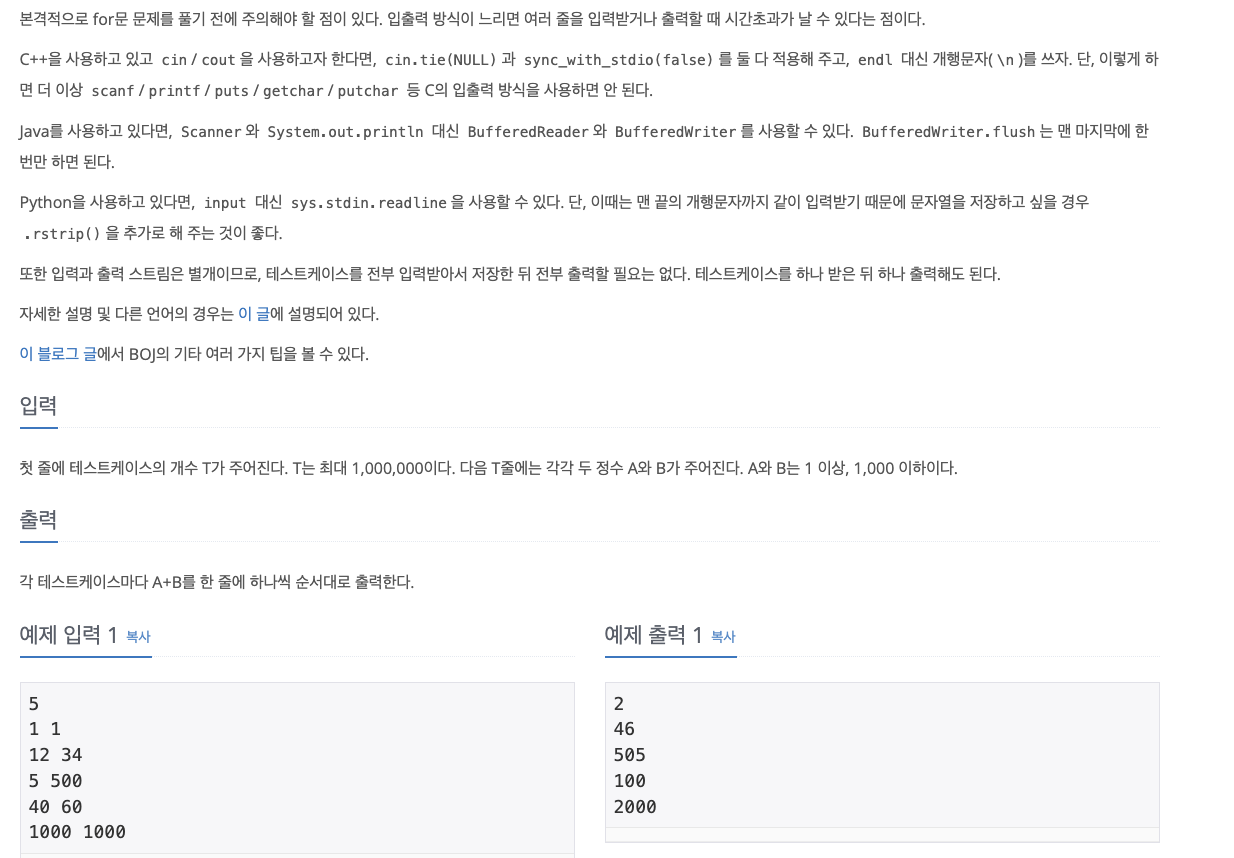 본격적으로 for문 문제를 풀기 전에 주의해야 할 점이 있다. 입출력 방식이 느리면 여러 줄을 입력받거나 출력할 때 시간초과가 날 수 있다는 점이다.
C++을 사용하고 있고 cin / cout 을 사용하고자 한다면, cin.tie(NULL) 과 sync_with_stdio(false) 를 둘 다 적용해 주고, endl 대신 개행문자( \n )를 쓰자. 단, 이렇게 하
면 더 이상 scanf / printf / puts / getchar / putchar 등 C의 입출력 방식을 사용하면 안 된다.
Java를 사용하고 있다면, Scanner 와 System.out.println 대신 BufferedReader 와 BufferedWriter 를 사용할 수 있다. BufferedWriter.flush 는 맨 마지막에 한
번만 하면 된다.
Python을 사용하고 있다면, input 대신 sys.stdin.readline 을 사용할 수 있다. 단, 이때는 맨 끝의 개행문자까지 같이 입력받기 때문에 문자열을 저장하고 싶을 경우
.rstrip() 을 추가로 해 주는 것이 좋다.
또한 입력과 출력 스트림은 별개이므로, 테스트케이스를 전부 입력받아서 저장한 뒤 전부 출력할 필요는 없다. 테스트케이스를 하나 받은 뒤 하나 출력해도 된다.
자세한 설명 및 다른 언어의 경우는 이 글에 설명되어 있다.
이 블로그 글에서 BOJ의 기타 여러 가지 팁을 볼 수 있다.
입력
첫 줄에 테스트케이스의 개수 T가 주어진다. T는 최대 1,000,000이다. 다음 T줄에는 각각 두 정수 A와 B가 주어진다. A와 B는 1 이상, 1,000 이하이다.
출력
각 테스트케이스마다 A+B를 한 줄에 하나씩 순서대로 출력한다.
예제 입력 1 복사
5
1 1
12 34
5 500
40 60
1000 1000
예제 출력 1 복사
2
46
505
100
2000